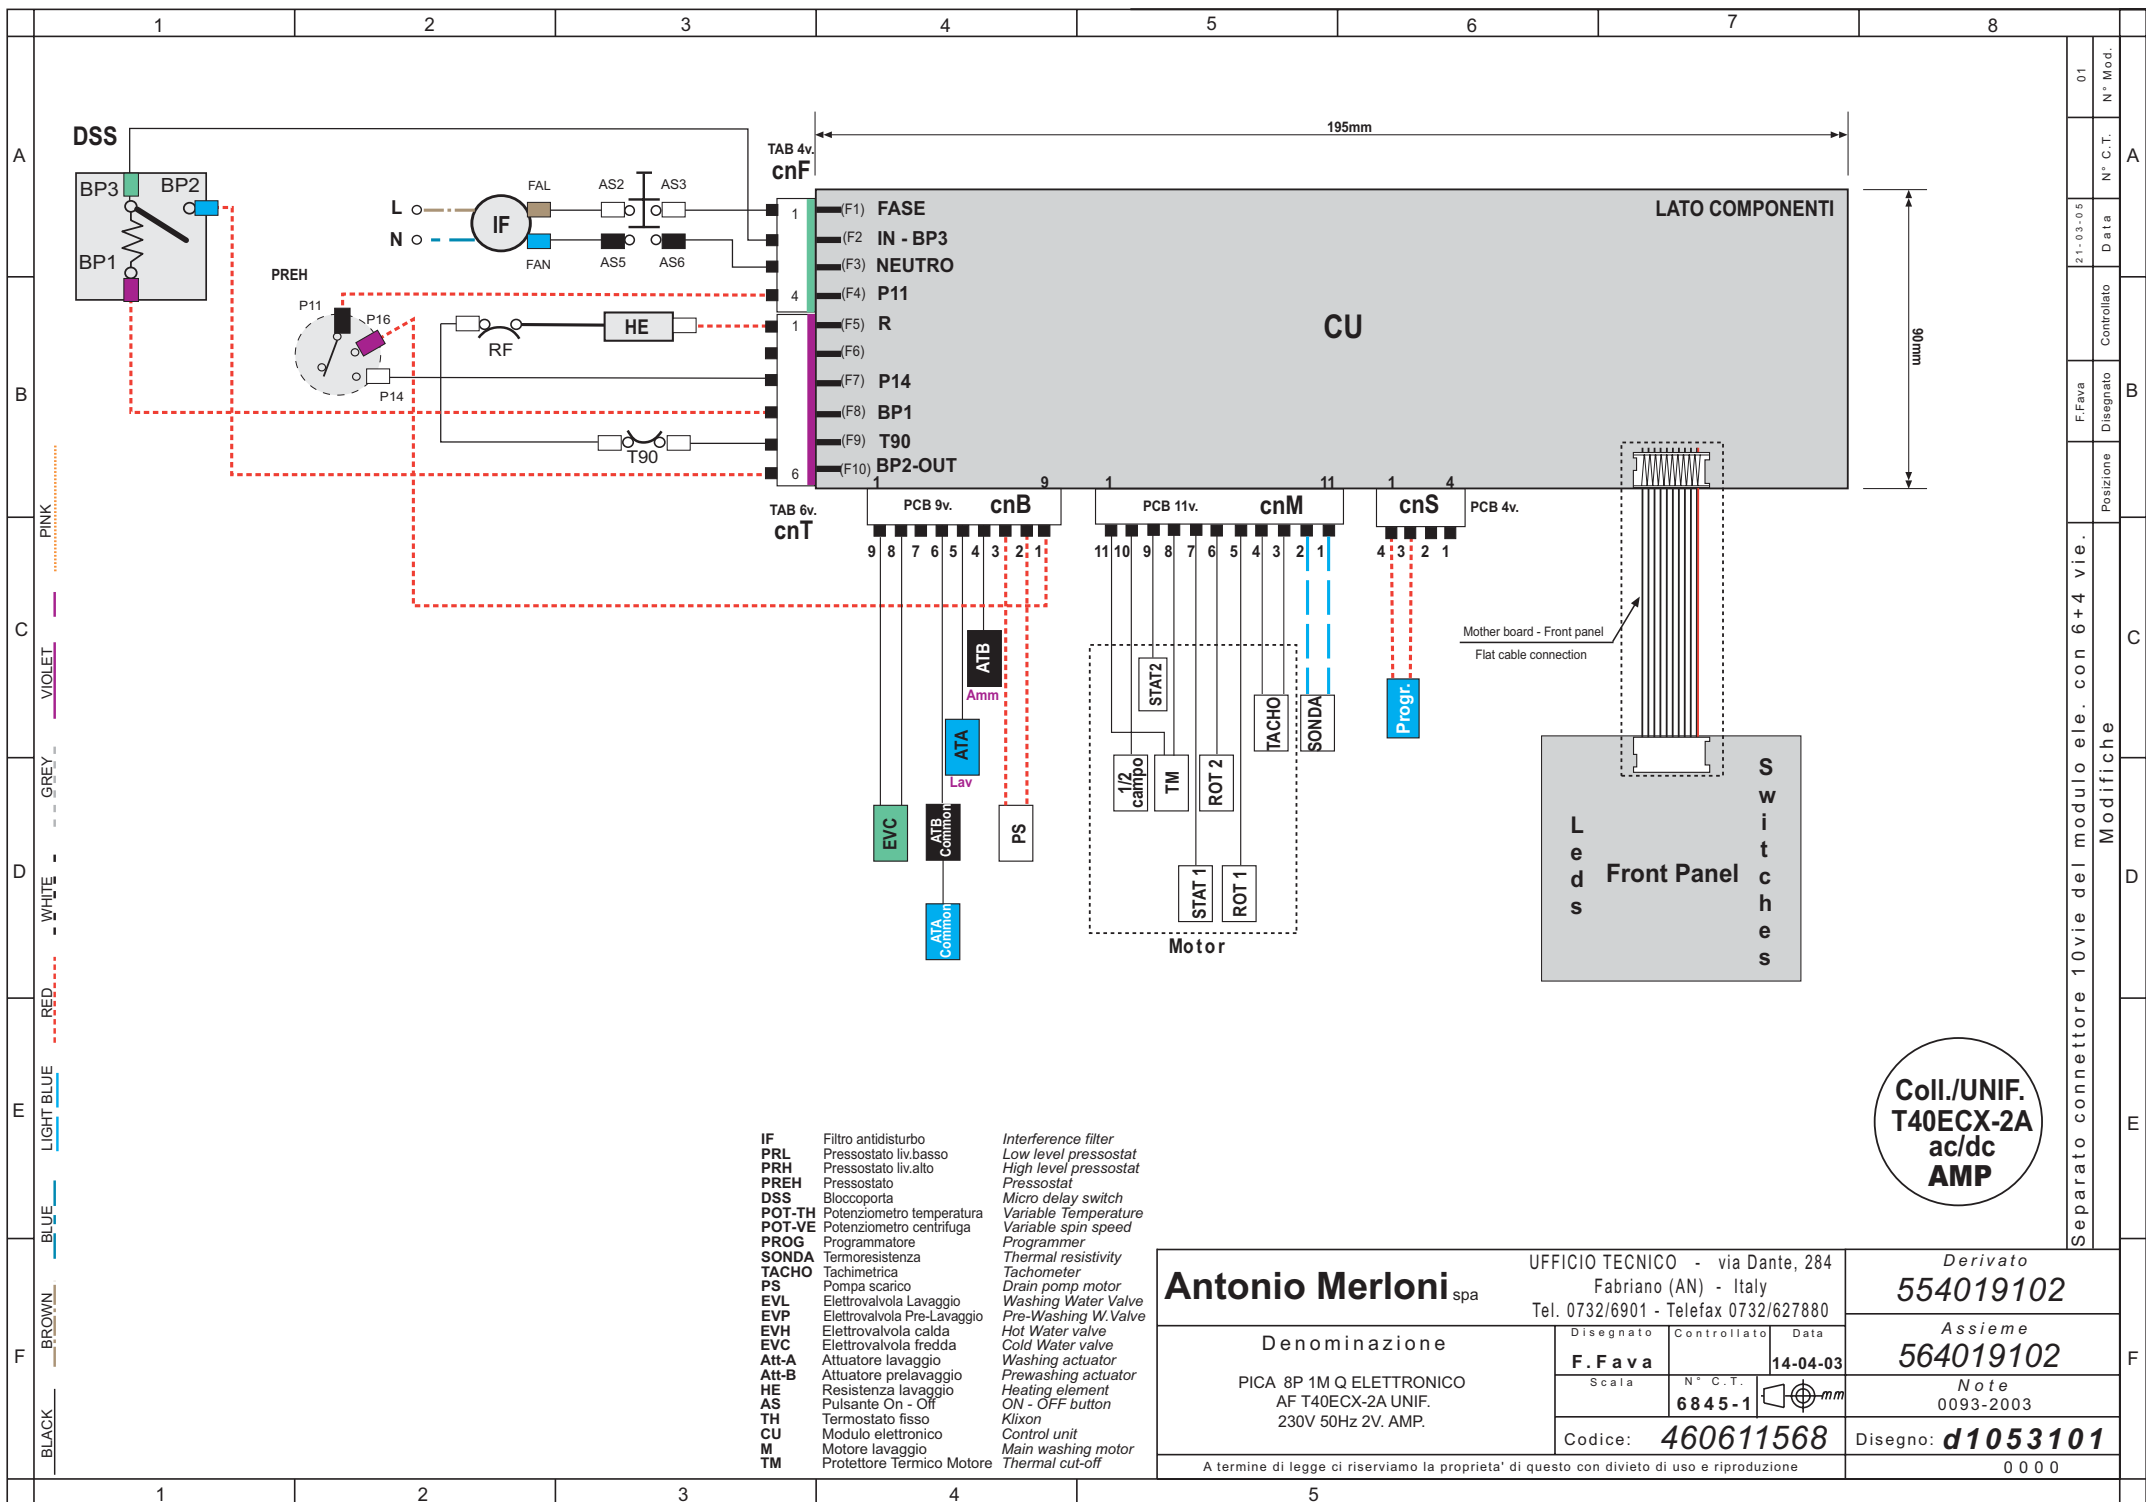 1 2 3 4 5 6 7 8
A
B
C
D
E
F
DSS
BP3
BP2
BP1
L
N
IF
FAL
FAN
AS2
AS3
AS5
AS6
PREH
P11
P16
P14
RF
HE
T90
TAB 4v.
cnF
1
4
1
6
TAB 6v.
cnT
195mm
90mm
LATO COMPONENTI
CU
(F1) FASE
(F2 IN - BP3
(F3) NEUTRO
(F4) P11
(F5) R
(F6)
(F7) P14
(F8) BP1
(F9) T90
(F10) BP2-OUT
1 9
PCB 9v. cnB
9 8 7 6 5 4 3 2 1
1 11
PCB 11v. cnM
11 10 9 8 7 6 5 4 3 2 1
1 4
cnS PCB 4v.
4 3 2 1
EVC
ATB
Common
ATA
Common
ATA
Lav
ATB
Amm
PS
1/2
campo
STAT2
TM
STAT 1
ROT 2
ROT 1
TACHO
SONDA
Motor
Progr.
Mother board - Front panel
Flat cable connection
Leds
Front Panel
Switches
PINK
VIOLET
GREY
WHITE
RED
LIGHT BLUE
BLUE
BROWN
BLACK
IF Filtro antidisturbo Interference filter
PRL Pressostato liv.basso Low level pressostat
PRH Pressostato liv.alto High level pressostat
PREH Pressostato Pressostat
DSS Bloccoporta Micro delay switch
POT-TH Potenziometro temperatura Variable Temperature
POT-VE Potenziometro centrifuga Variable spin speed
PROG Programmatore Programmer
SONDA Termoresistenza Thermal resistivity
TACHO Tachimetrica Tachometer
PS Pompa scarico Drain pump motor
EVL Elettrovalvola Lavaggio Washing Water Valve
EVP Elettrovalvola Pre-Lavaggio Pre-Washing W.Valve
EVH Elettrovalvola calda Hot Water valve
EVC Elettrovalvola fredda Cold Water valve
Att-A Attuatore lavaggio Washing actuator
Att-B Attuatore prelavaggio Prewashing actuator
HE Resistenza lavaggio Heating element
AS Pulsante On - Off ON - OFF button
TH Termostato fisso Klixon
CU Modulo elettronico Control unit
M Motore lavaggio Main washing motor
TM Protettore Termico Motore Thermal cut-off
Coll./UNIF.
T40ECX-2A
ac/dc
AMP
01 N° Mod.
N° C.T.
21-03-05 Data
Controllato
F.Fava Disegnato
Posizione
Separato connettore 10vie del modulo ele. con 6+4 vie.
Modifiche
A
B
C
D
E
F
Antonio Merloni spa
UFFICIO TECNICO - via Dante, 284
Fabriano (AN) - Italy
Tel. 0732/6901 - Telefax 0732/627880
Derivato
554019102
Denominazione
PICA 8P 1M Q ELETTRONICO
AF T40ECX-2A UNIF.
230V 50Hz 2V. AMP.
Disegnato Controllato Data
F.Fava 14-04-03
Scala N° C.T.
6845-1 mm
Assieme
564019102
Note
0093-2003
Codice: 460611568
Disegno: d1053101
A termine di legge ci riserviamo la proprieta' di questo con divieto di uso e riproduzione
0000
1 2 3 4 5